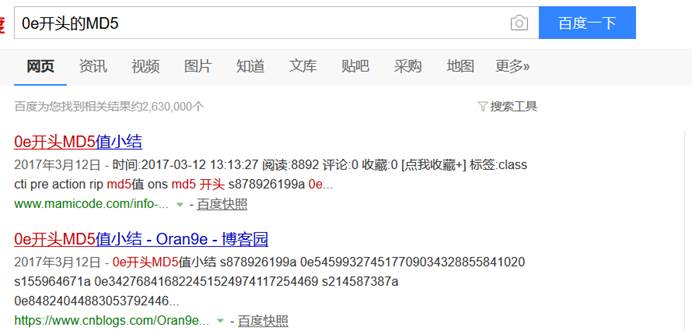 0e开头的MD5
百度一下
网页 资讯 视频 图片 知道 文库 贴吧 采购 地图 更多»
百度为您找到相关结果约2,630,000个
搜索工具
0e开头MD5值小结
2017年3月12日 - 时间:2017-03-12 13:13:27 阅读:8892 评论:0 收藏:0 [点我收藏+] 标签:class
cti pre action rip md5值 ons md5 开头 s878926199a 0e...
www.mamicode.com/info-... - 百度快照
0e开头MD5值小结 - Oran9e - 博客园
2017年3月12日 - 0e开头MD5值小结 s878926199a 0e545993274517709034328855841020
s155964671a 0e342768416822451524974117254469 s214587387a
0e848240448830537924​46...
https://www.cnblogs.com/Oran9e... - 百度快照